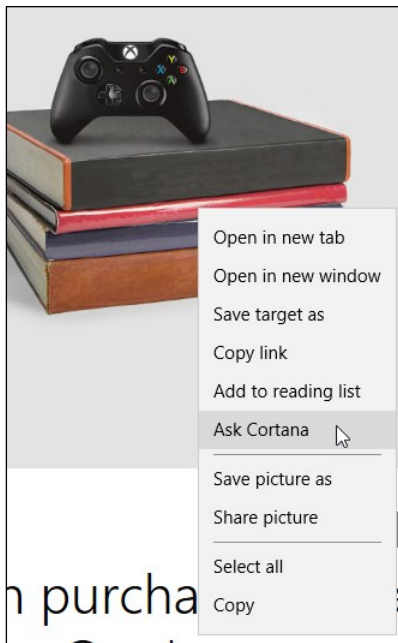 Open in new tab
Open in new window
Save target as
Copy link
Add to reading list
Ask Cortana
Save picture as
Share picture
Select all
Copy
purcha